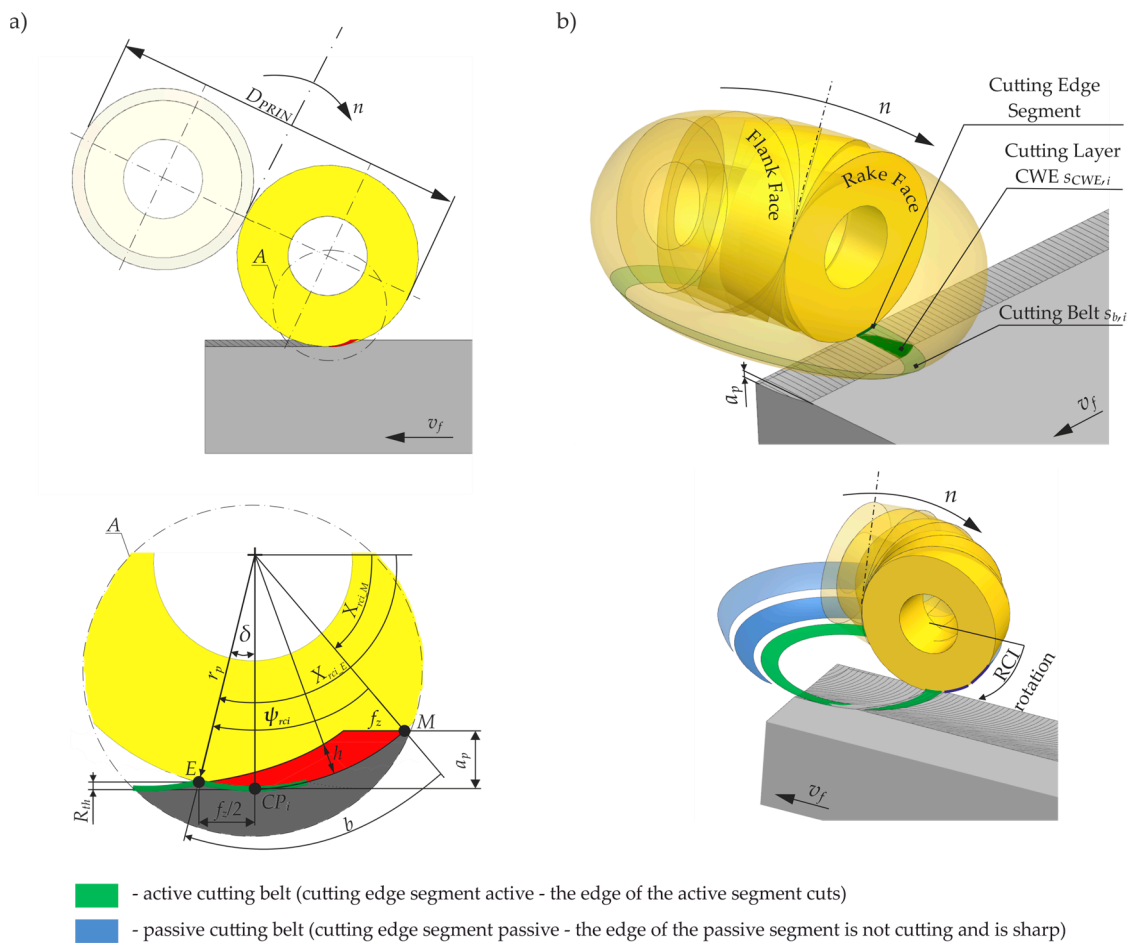 a)
b)
D_PRIN
n
A
v_f
n
Cutting Edge
Segment
Cutting Layer
CWE s_CWE,i
Flank Face
Rake Face
Cutting Belt s_b,i
a_p
v_f
A
X_rci_M
δ
r_p
X_rci_E
ψ_rci
f_z
M
h
a_p
E
R_th
CP_i
f_z/2
b
n
RCI
rotation
v_f
- active cutting belt (cutting edge segment active - the edge of the active segment cuts)
- passive cutting belt (cutting edge segment passive - the edge of the passive segment is not cutting and is sharp)